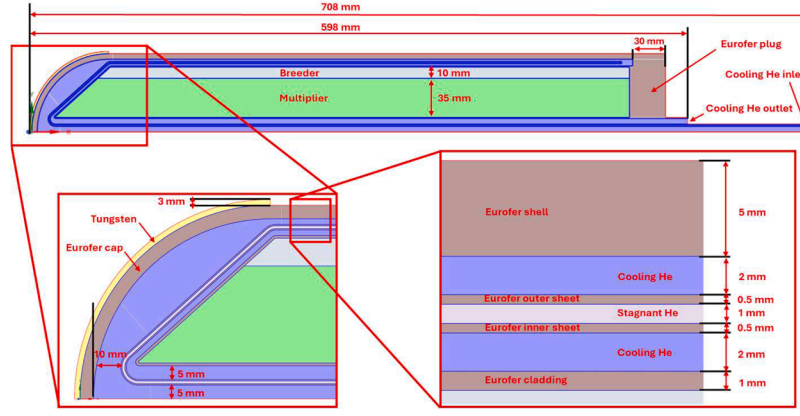 708 mm
598 mm
30 mm
Eurofer plug
Breeder
10 mm
Cooling He inle
Multiplier
35 mm
Cooling He outlet
3 mm
Tungsten
Eurofer cap
10 mm
5 mm
5 mm
Eurofer shell
5 mm
Cooling He
2 mm
Eurofer outer sheet
0.5 mm
Stagnant He
1 mm
Eurofer inner sheet
0.5 mm
Cooling He
2 mm
Eurofer cladding
1 mm